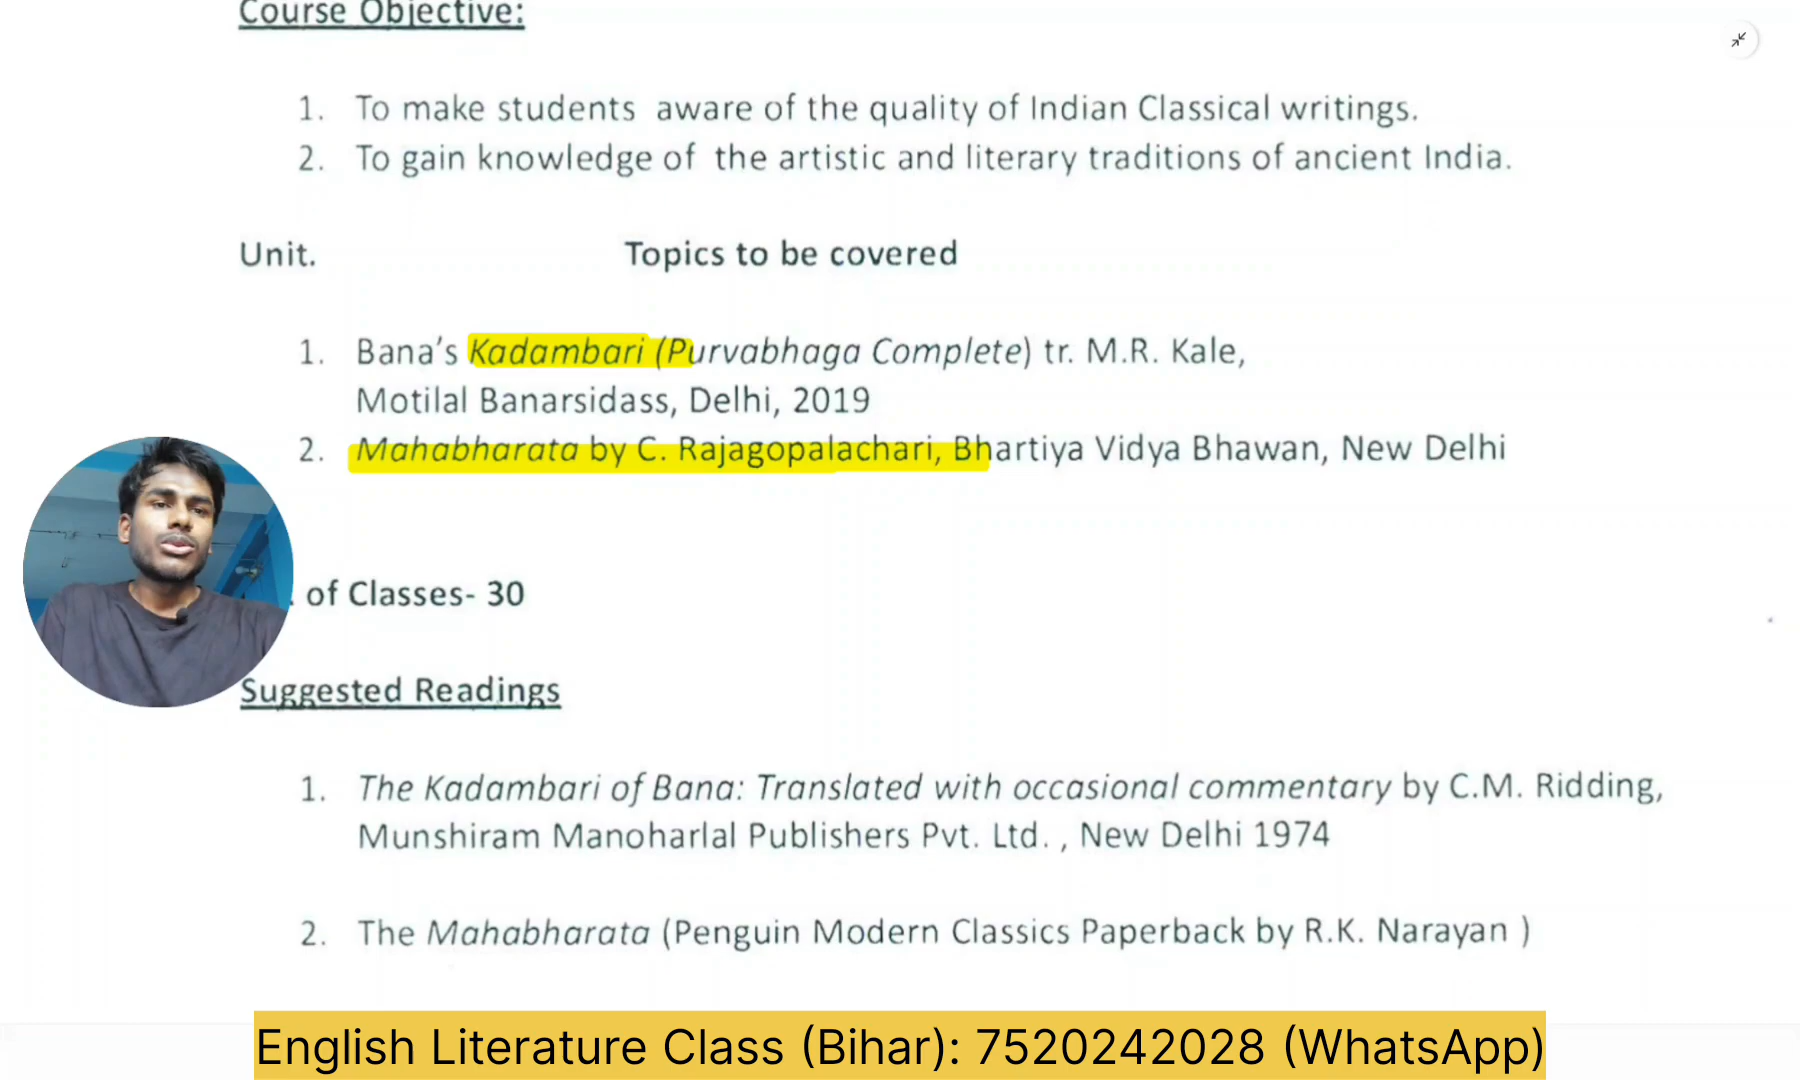 Course Objective:
1. To make students aware of the quality of Indian Classical writings.
2. To gain knowledge of the artistic and literary traditions of ancient India.
Unit. Topics to be covered
1. Bana's Kadambari (Purvabhaga Complete) tr. M.R. Kale,
Motilal Banarsidass, Delhi, 2019
2. Mahabharata by C. Rajagopalachari, Bhartiya Vidya Bhawan, New Delhi
. of Classes- 30
Suggested Readings
1. The Kadambari of Bana: Translated with occasional commentary by C.M. Ridding,
Munshiram Manoharlal Publishers Pvt. Ltd. , New Delhi 1974
2. The Mahabharata (Penguin Modern Classics Paperback by R.K. Narayan )
English Literature Class (Bihar): 7520242028 (WhatsApp)